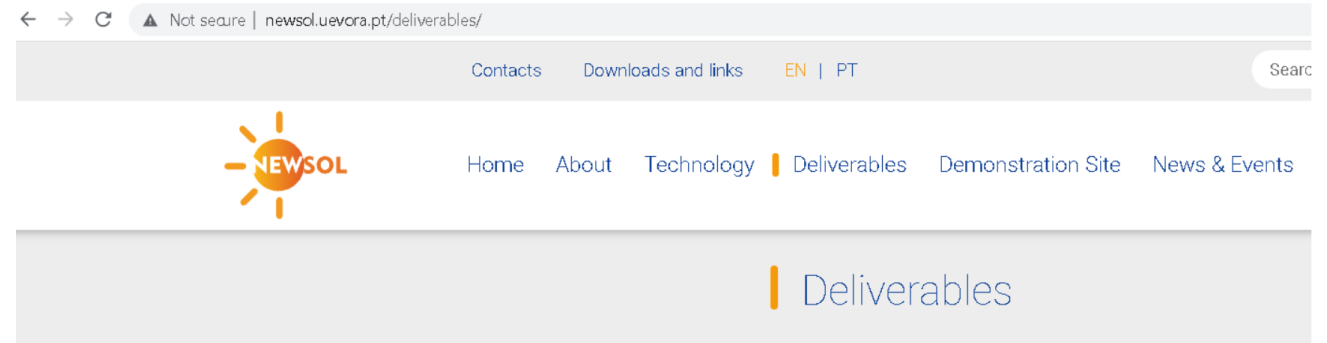 Not secure | newsol.uevora.pt/deliverables/
Contacts Downloads and links EN | PT Searc
NEWSOL Home About Technology Deliverables Demonstration Site News & Events
Deliverables